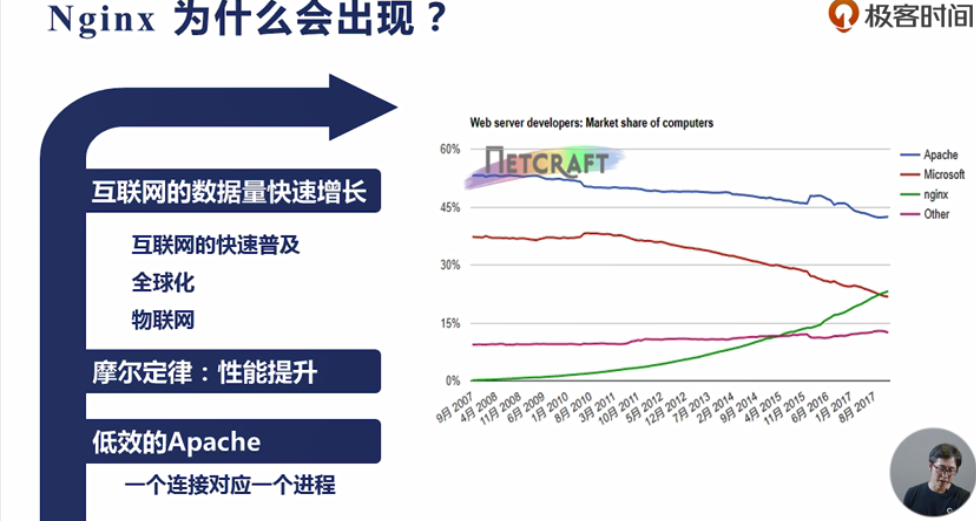 Nginx 为什么会出现？
极客时间
互联网的数据量快速增长
互联网的快速普及
全球化
物联网
摩尔定律：性能提升
低效的Apache
一个连接对应一个进程
Web server developers: Market share of computers
NETCRAFT
60%
45%
30%
15%
0%
Apache
Microsoft
nginx
Other
9月 2007
4月 2008
11月 2008
6月 2009
1月 2010
8月 2010
3月 2011
10月 2011
5月 2012
12月 2012
7月 2013
2月 2014
9月 2014
4月 2015
11月 2015
6月 2016
1月 2017
8月 2017